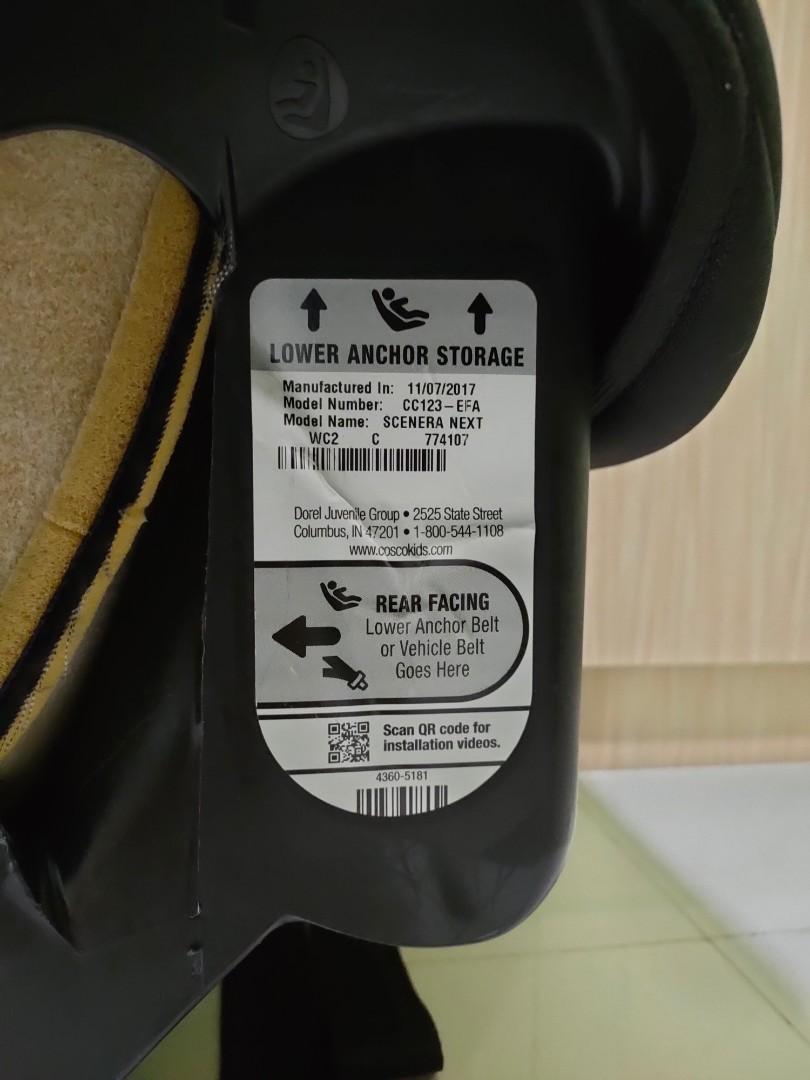 LOWER ANCHOR STORAGE
Manufactured In: 11/07/2017
Model Number: CC123-EFA
Model Name: SCENERA NEXT
WC2 C 774107
Dorel Juvenile Group • 2525 State Street
Columbus, IN 47201 • 1-800-544-1108
www.coscokids.com
REAR FACING
Lower Anchor Belt
or Vehicle Belt
Goes Here
Scan QR code for
installation videos.
4360-5181